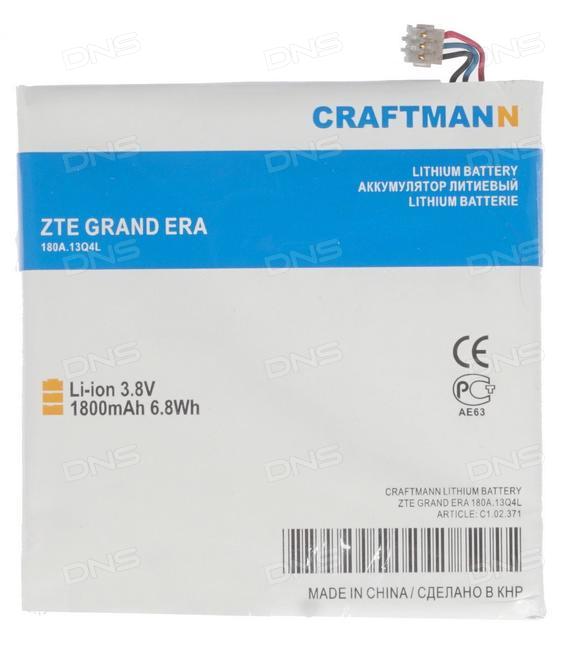 CRAFTMANN
LITHIUM BATTERY
АККУМУЛЯТОР ЛИТИЕВЫЙ
LITHIUM BATTERIE
ZTE GRAND ERA
180A.13Q4L
Li-ion 3.8V
1800mAh 6.8Wh
CE
РСТ
AE63
CRAFTMANN LITHIUM BATTERY
ZTE GRAND ERA 180A.13Q4L
ARTICLE: C1.02.371
MADE IN CHINA / СДЕЛАНО В КНР
DNS